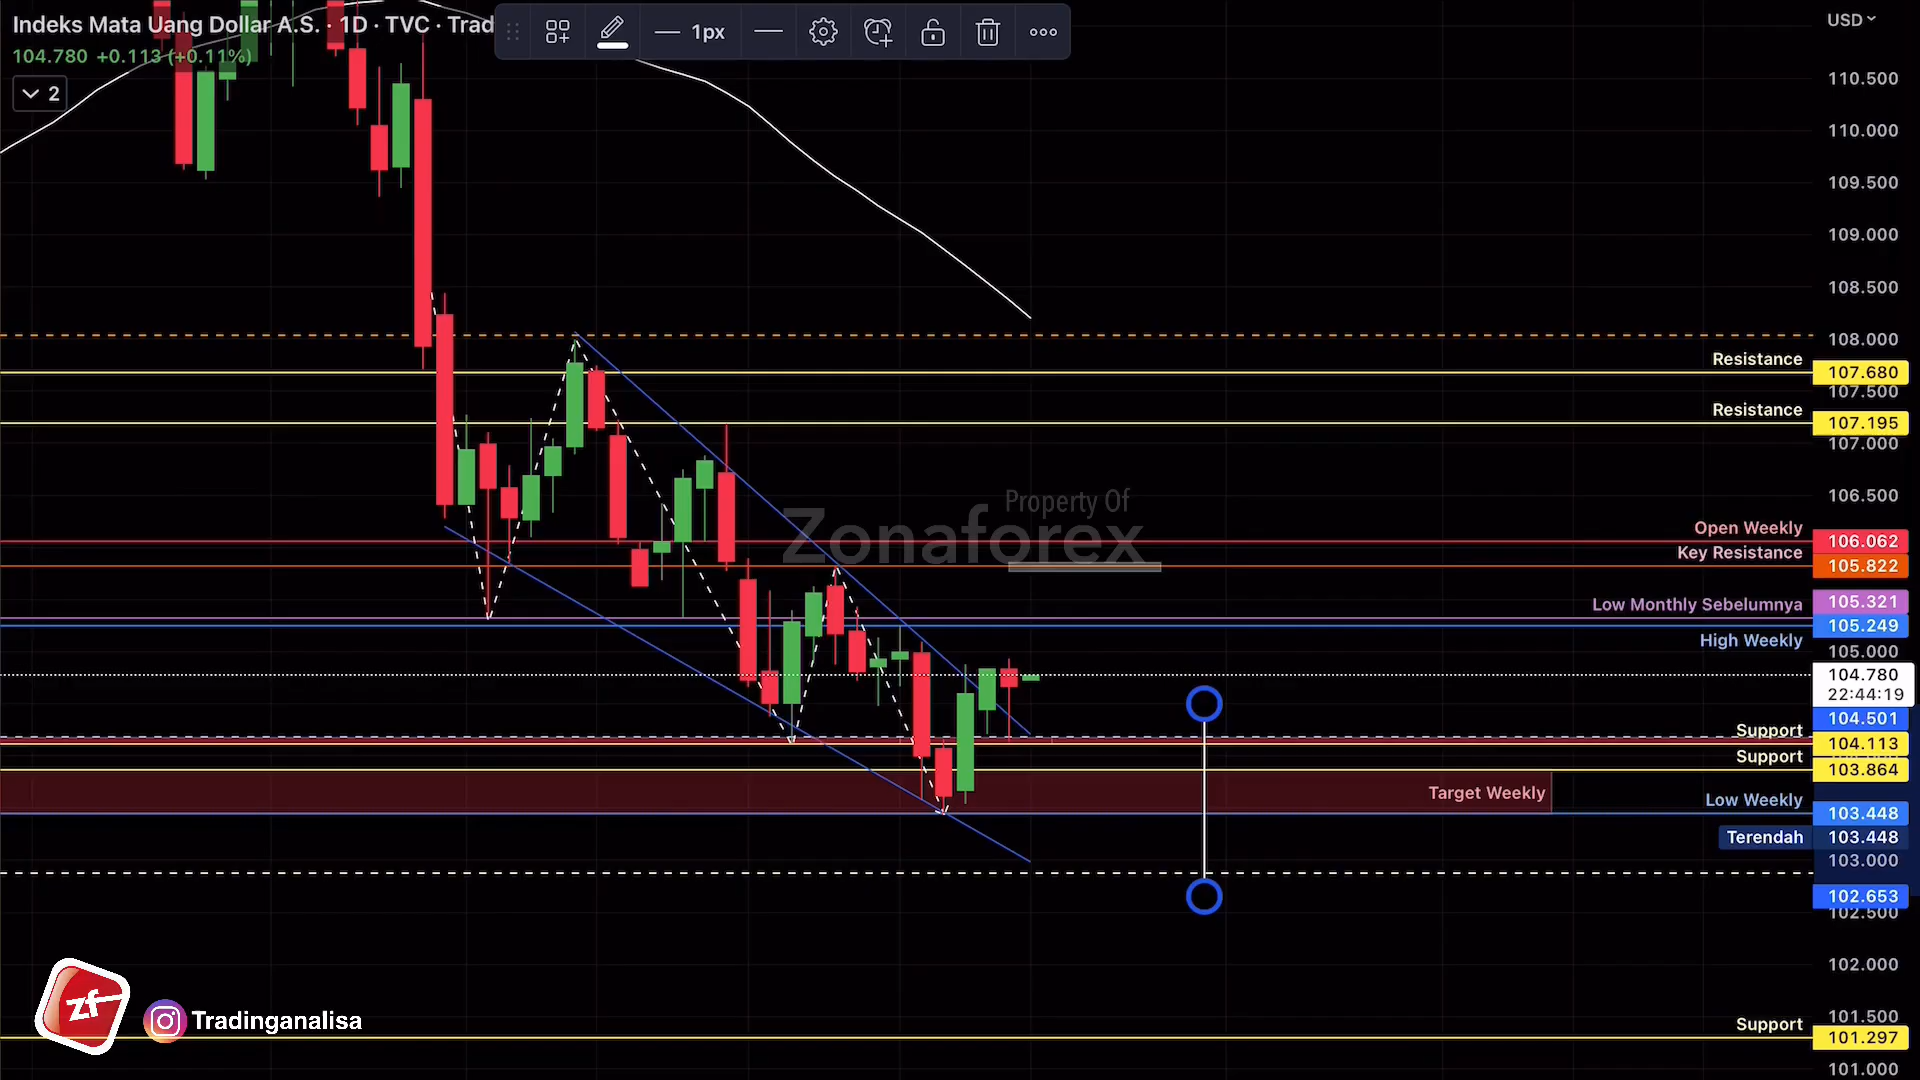 Indeks Mata Uang Dollar A.S. · 1D · TVC · Trad
104.780 +0.113 (+0.11%)
2
1px
USD
110.500
110.000
109.500
109.000
108.500
108.000
Resistance
107.680
107.500
Resistance
107.195
107.000
106.500
Property Of
Zonaforex
Open Weekly
106.062
Key Resistance
105.822
Low Monthly Sebelumnya
105.321
105.249
High Weekly
105.000
104.780
22:44:19
104.501
Support
104.113
Support
103.864
Target Weekly
Low Weekly
103.448
Terendah
103.448
103.000
102.653
102.500
102.000
zf
Tradinganalisa
101.500
Support
101.297
101.000